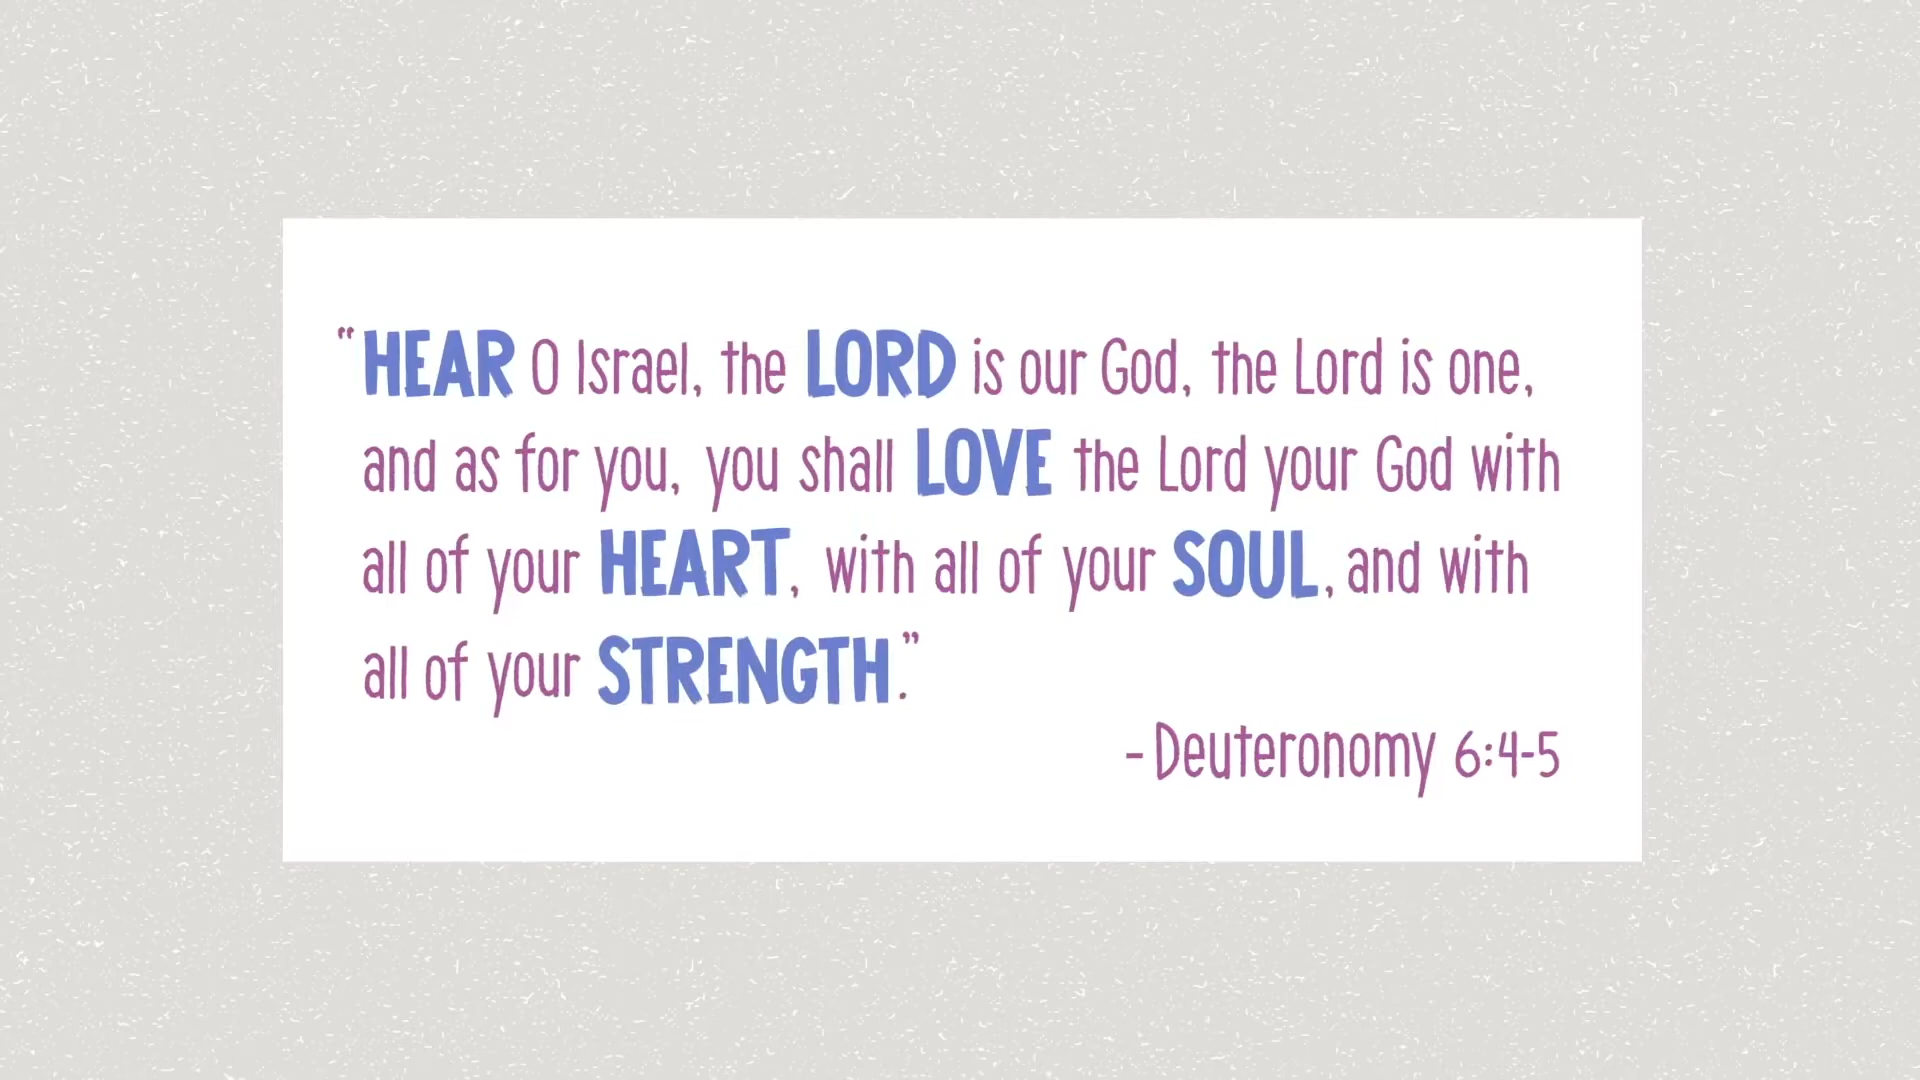 “HEAR O Israel, the LORD is our God, the Lord is one,
and as for you, you shall LOVE the Lord your God with
all of your HEART, with all of your SOUL, and with
all of your STRENGTH.”
-Deuteronomy 6:4-5